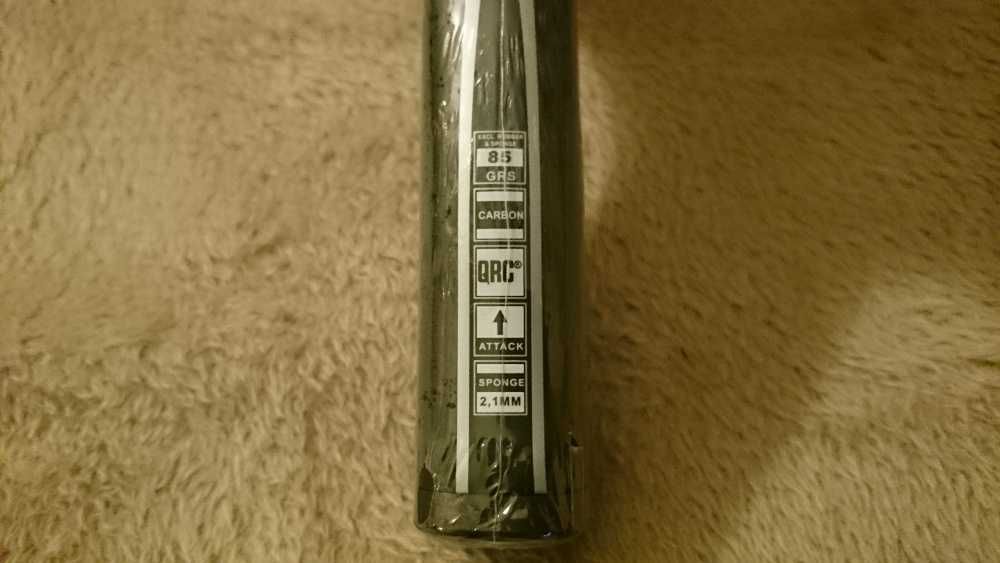 EXCL. RUBBER
& SPONGE
85
GRS
CARBON
QRC®
ATTACK
SPONGE
2,1MM